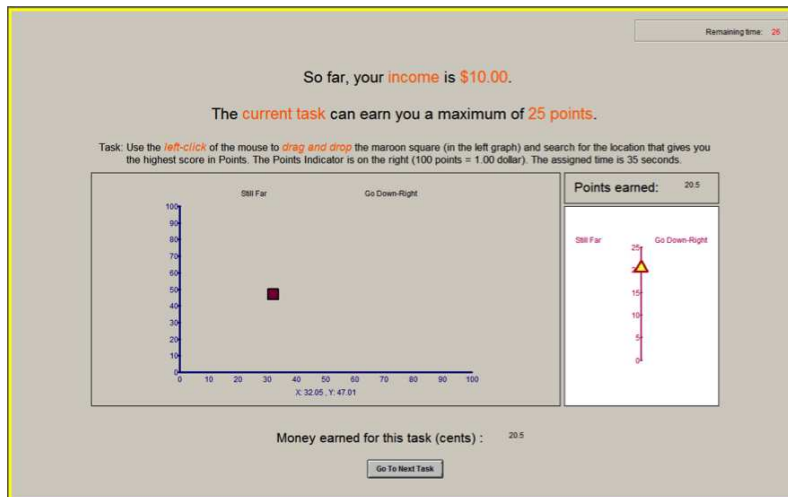 Remaining time: 26
So far, your income is $10.00.
The current task can earn you a maximum of 25 points.
Task: Use the left-click of the mouse to drag and drop the maroon square (in the left graph) and search for the location that gives you
the highest score in Points. The Points Indicator is on the right (100 points = 1.00 dollar). The assigned time is 35 seconds.
Still Far Go Down-Right
100
90
80
70
60
50
40
30
20
10
0
0 10 20 30 40 50 60 70 80 90 100
X: 32.05 , Y: 47.01
Points earned: 20.5
Still Far Go Down-Right
25
15
10
5
0
Money earned for this task (cents) : 20.5
Go To Next Task